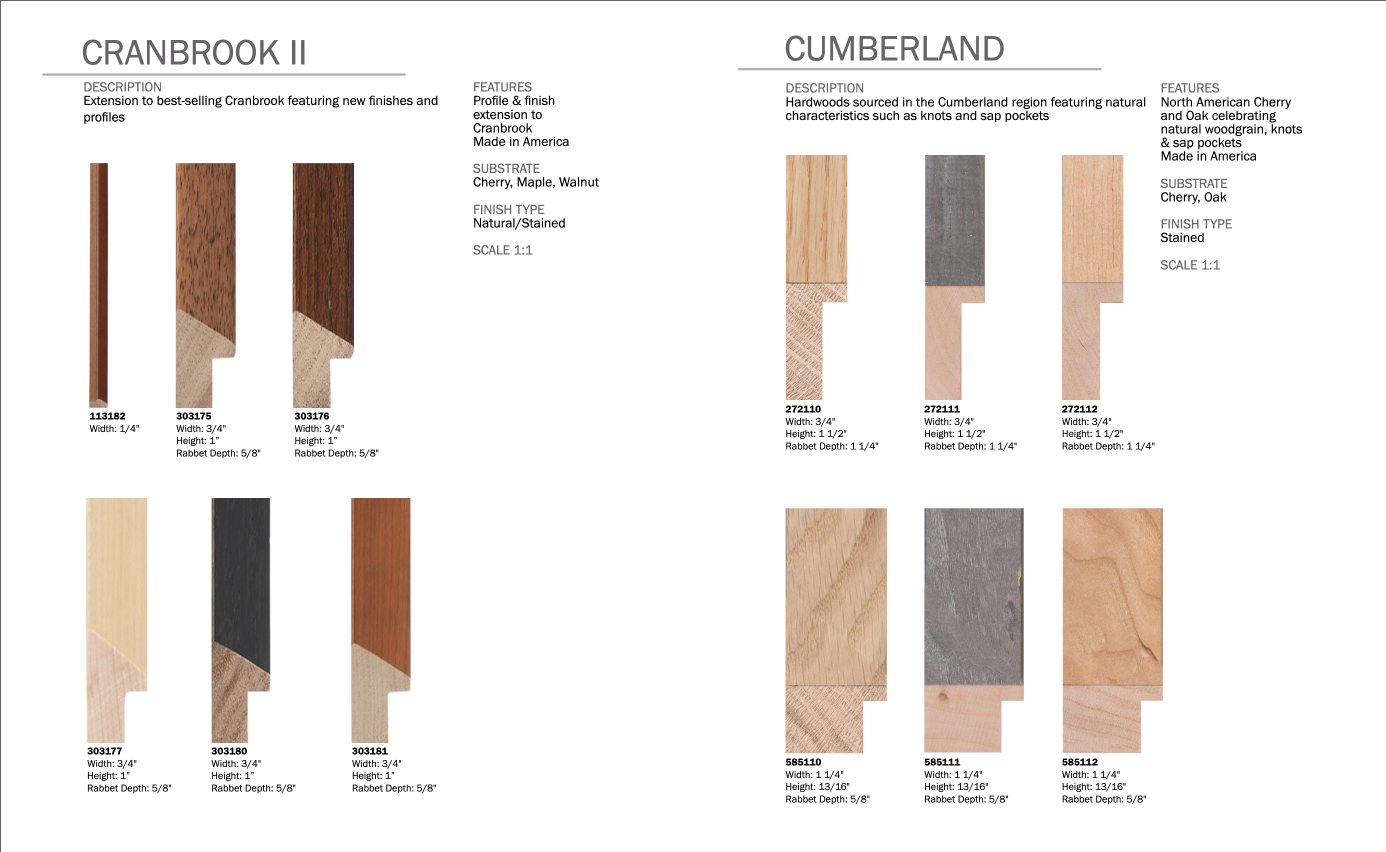 CRANBROOK II
DESCRIPTION
Extension to best-selling Cranbrook featuring new finishes and
profiles
FEATURES
Profile & finish
extension to
Cranbrook
Made in America
SUBSTRATE
Cherry, Maple, Walnut
FINISH TYPE
Natural/Stained
SCALE 1:1
113182
Width: 1/4"
303175
Width: 3/4"
Height: 1”
Rabbet Depth: 5/8"
303176
Width: 3/4"
Height: 1”
Rabbet Depth: 5/8"
303177
Width: 3/4"
Height: 1”
Rabbet Depth: 5/8"
303180
Width: 3/4"
Height: 1”
Rabbet Depth: 5/8"
303181
Width: 3/4"
Height: 1”
Rabbet Depth: 5/8"
CUMBERLAND
DESCRIPTION
Hardwoods sourced in the Cumberland region featuring natural
characteristics such as knots and sap pockets
FEATURES
North American Cherry
and Oak celebrating
natural woodgrain, knots
& sap pockets
Made in America
SUBSTRATE
Cherry, Oak
FINISH TYPE
Stained
SCALE 1:1
272110
Width: 3/4"
Height: 1 1/2"
Rabbet Depth: 1 1/4"
272111
Width: 3/4"
Height: 1 1/2"
Rabbet Depth: 1 1/4"
272112
Width: 3/4"
Height: 1 1/2"
Rabbet Depth: 1 1/4"
585110
Width: 1 1/4"
Height: 13/16"
Rabbet Depth: 5/8"
585111
Width: 1 1/4"
Height: 13/16"
Rabbet Depth: 5/8"
585112
Width: 1 1/4"
Height: 13/16"
Rabbet Depth: 5/8"